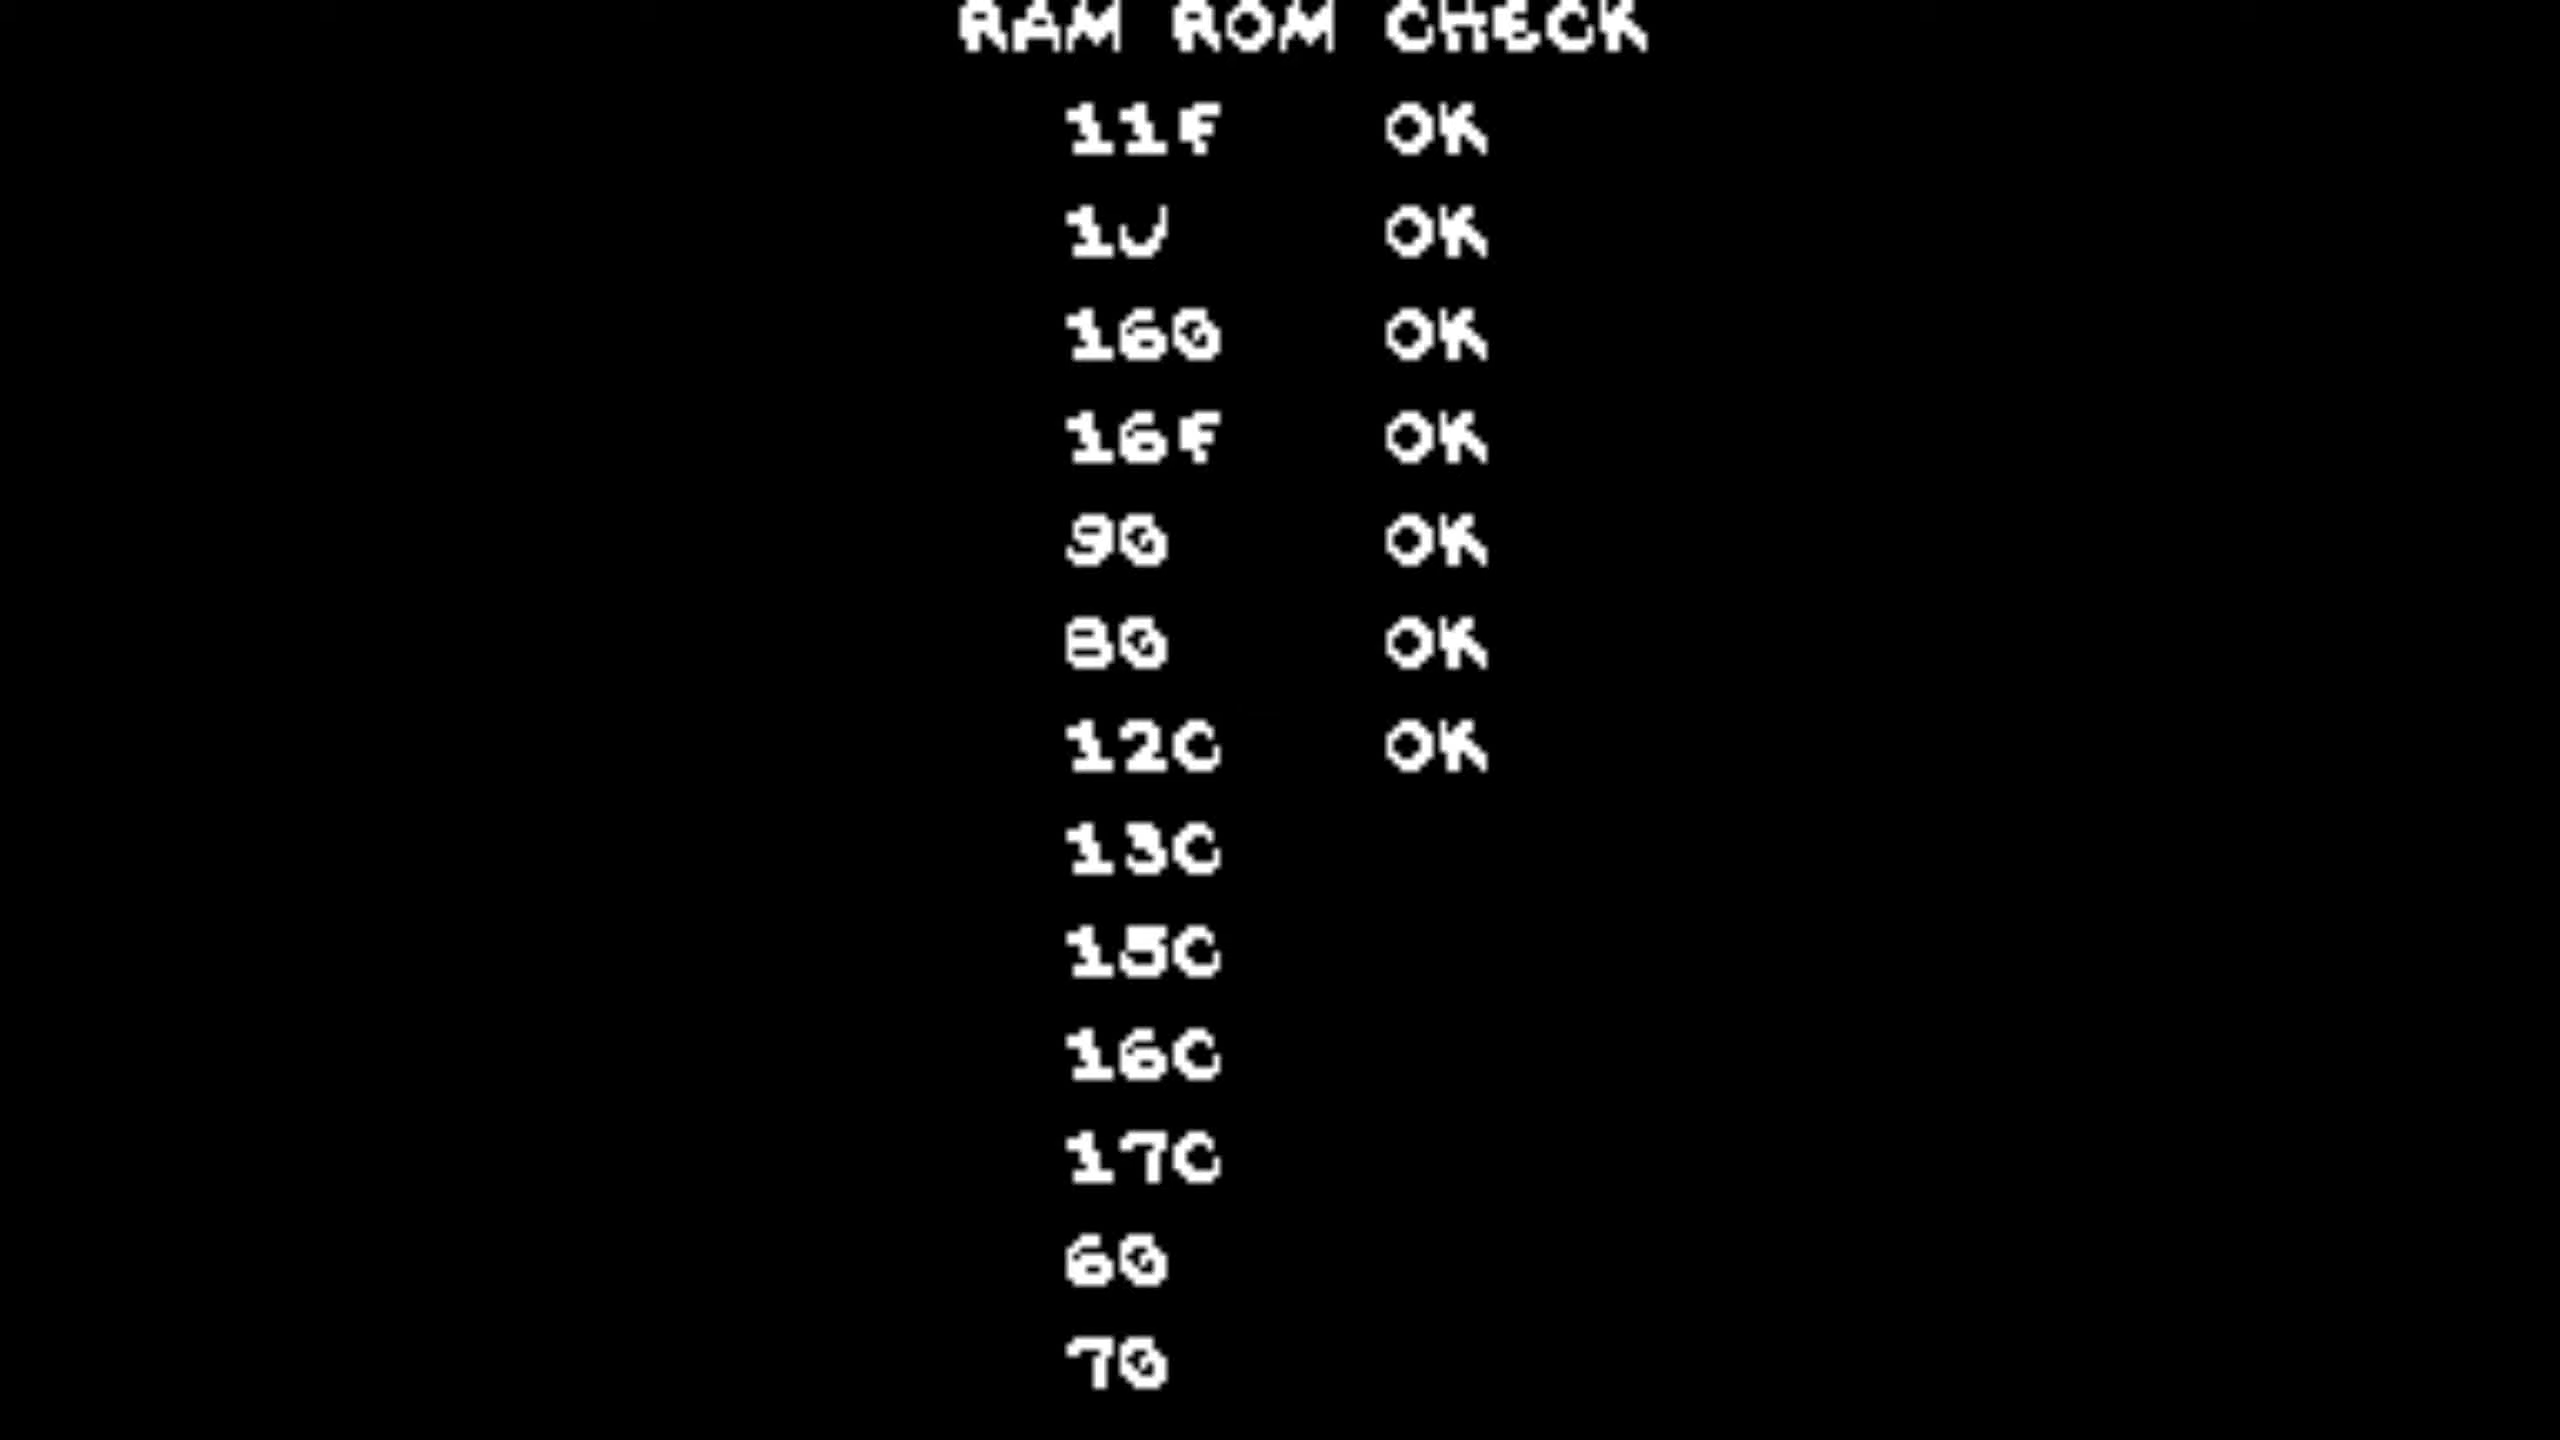 RAM ROM CHECK
11F OK
1J OK
16G OK
16F OK
9G OK
8G OK
12C OK
13C
15C
16C
17C
6G
7G